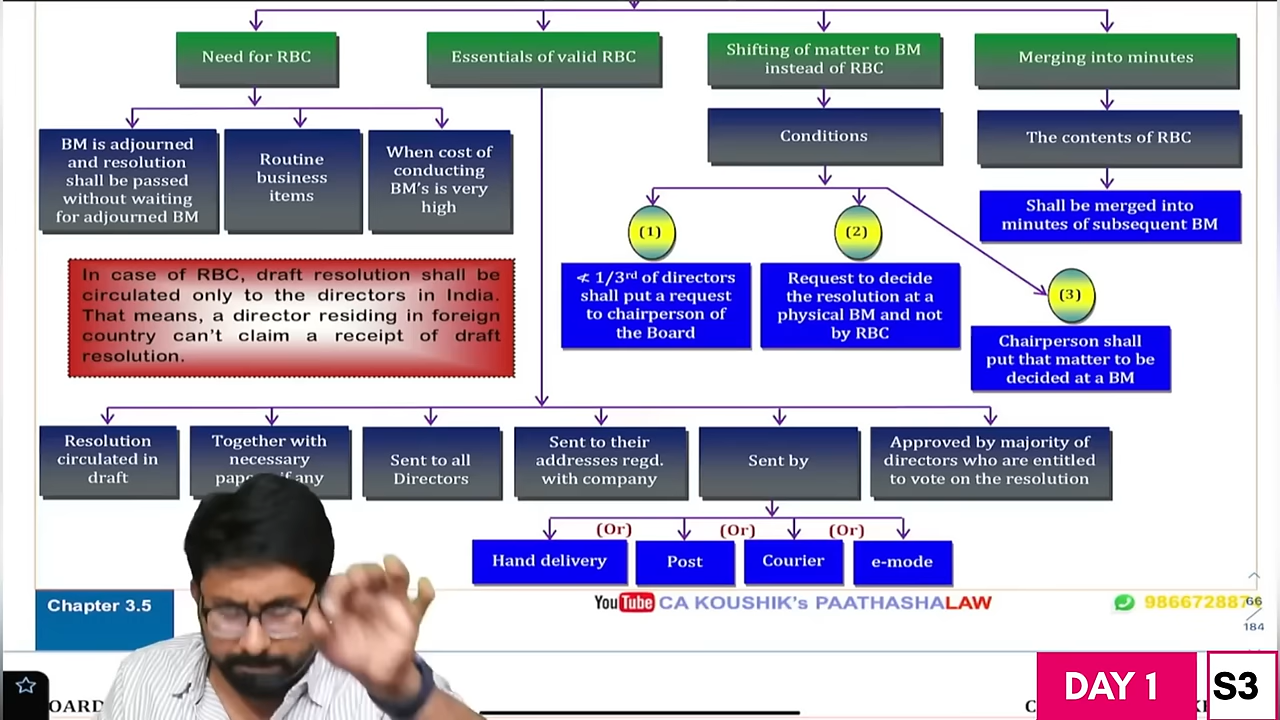 Need for RBC
Essentials of valid RBC
Shifting of matter to BM
instead of RBC
Merging into minutes
BM is adjourned
and resolution
shall be passed
without waiting
for adjourned BM
Routine
business
items
When cost of
conducting
BM's is very
high
Conditions
The contents of RBC
Shall be merged into
minutes of subsequent BM
(1)
(2)
(3)
≮ 1/3rd of directors
shall put a request
to chairperson of
the Board
Request to decide
the resolution at a
physical BM and not
by RBC
Chairperson shall
put that matter to be
decided at a BM
In case of RBC, draft resolution shall be
circulated only to the directors in India.
That means, a director residing in foreign
country can't claim a receipt of draft
resolution.
Resolution
circulated in
draft
Together with
necessary
any
Sent to all
Directors
Sent to their
addresses regd.
with company
Sent by
Approved by majority of
directors who are entitled
to vote on the resolution
(Or)
(Or)
(Or)
Hand delivery
Post
Courier
e-mode
Chapter 3.5
YouTube CA KOUSHIK's PAATHASHALAW
986672887
66
184
DAY 1
S3